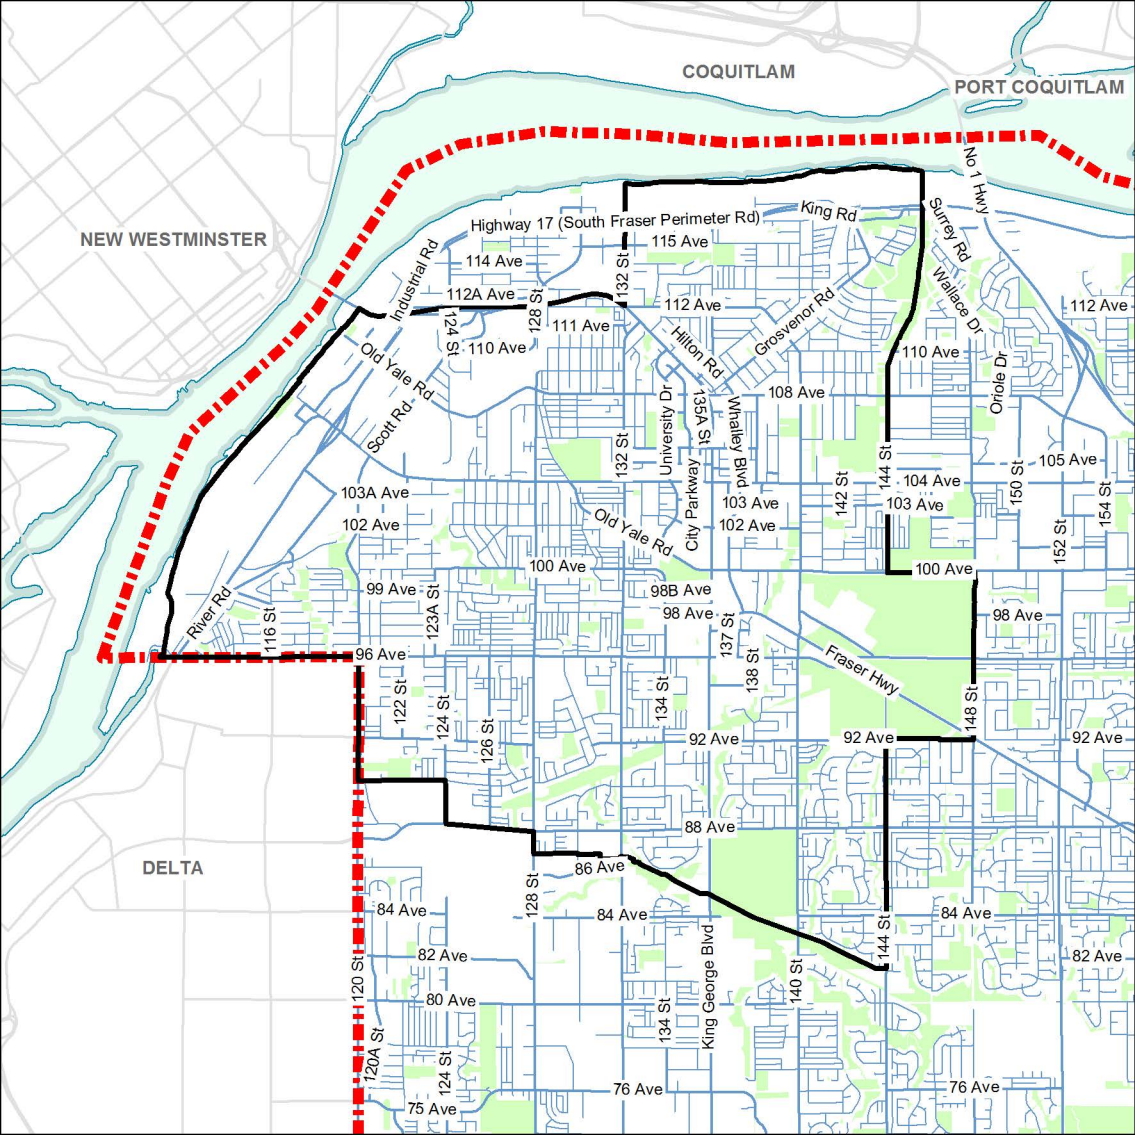 COQUITLAM
PORT COQUITLAM
No 1 Hwy
King Rd
Highway 17 (South Fraser Perimeter Rd)
Surrey Rd
NEW WESTMINSTER
115 Ave
Industrial Rd
114 Ave
132 St
Wallace Dr
112A Ave
128 St
112 Ave
112 Ave
Grosvenor Rd
111 Ave
124 St
Hilton Rd
110 Ave
110 Ave
Old Yale Rd
Oriole Dr
108 Ave
University Dr
135A St
Whalley Blvd
Scott Rd
132 St
144 St
105 Ave
150 St
104 Ave
103A Ave
City Parkway
142 St
154 St
103 Ave
103 Ave
102 Ave
Old Yale Rd
102 Ave
152 St
100 Ave
100 Ave
99 Ave
98B Ave
River Rd
123A St
98 Ave
98 Ave
116 St
137 St
96 Ave
138 St
Fraser Hwy
122 St
134 St
148 St
124 St
126 St
92 Ave
92 Ave
92 Ave
88 Ave
DELTA
86 Ave
128 St
84 Ave
84 Ave
84 Ave
144 St
King George Blvd
82 Ave
82 Ave
120 St
140 St
80 Ave
134 St
120A St
124 St
76 Ave
76 Ave
75 Ave